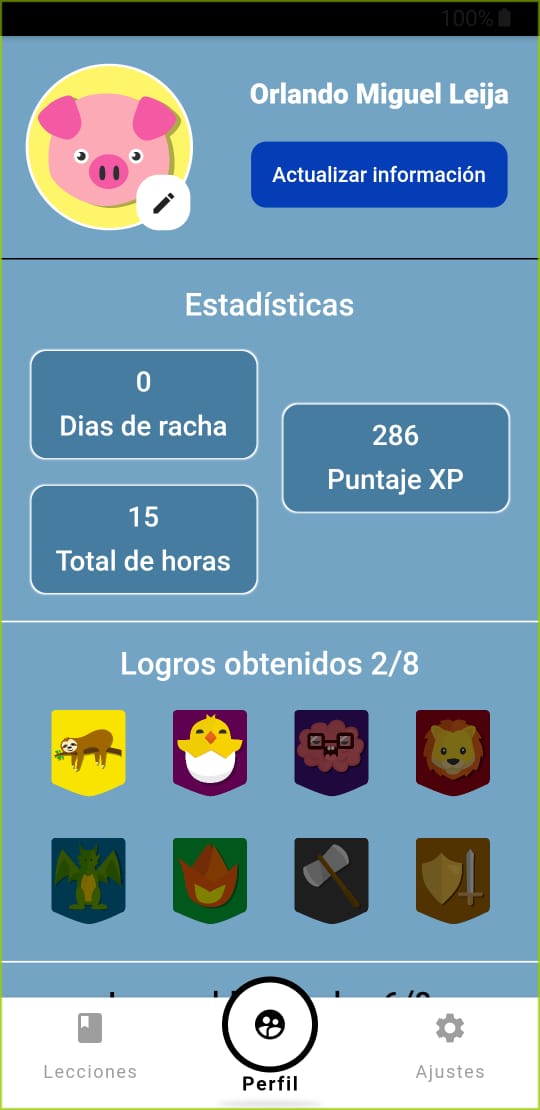 100%
Orlando Miguel Leija
Actualizar información
Estadísticas
0
Dias de racha
286
Puntaje XP
15
Total de horas
Logros obtenidos 2/8
6/8
Lecciones
Perfil
Ajustes